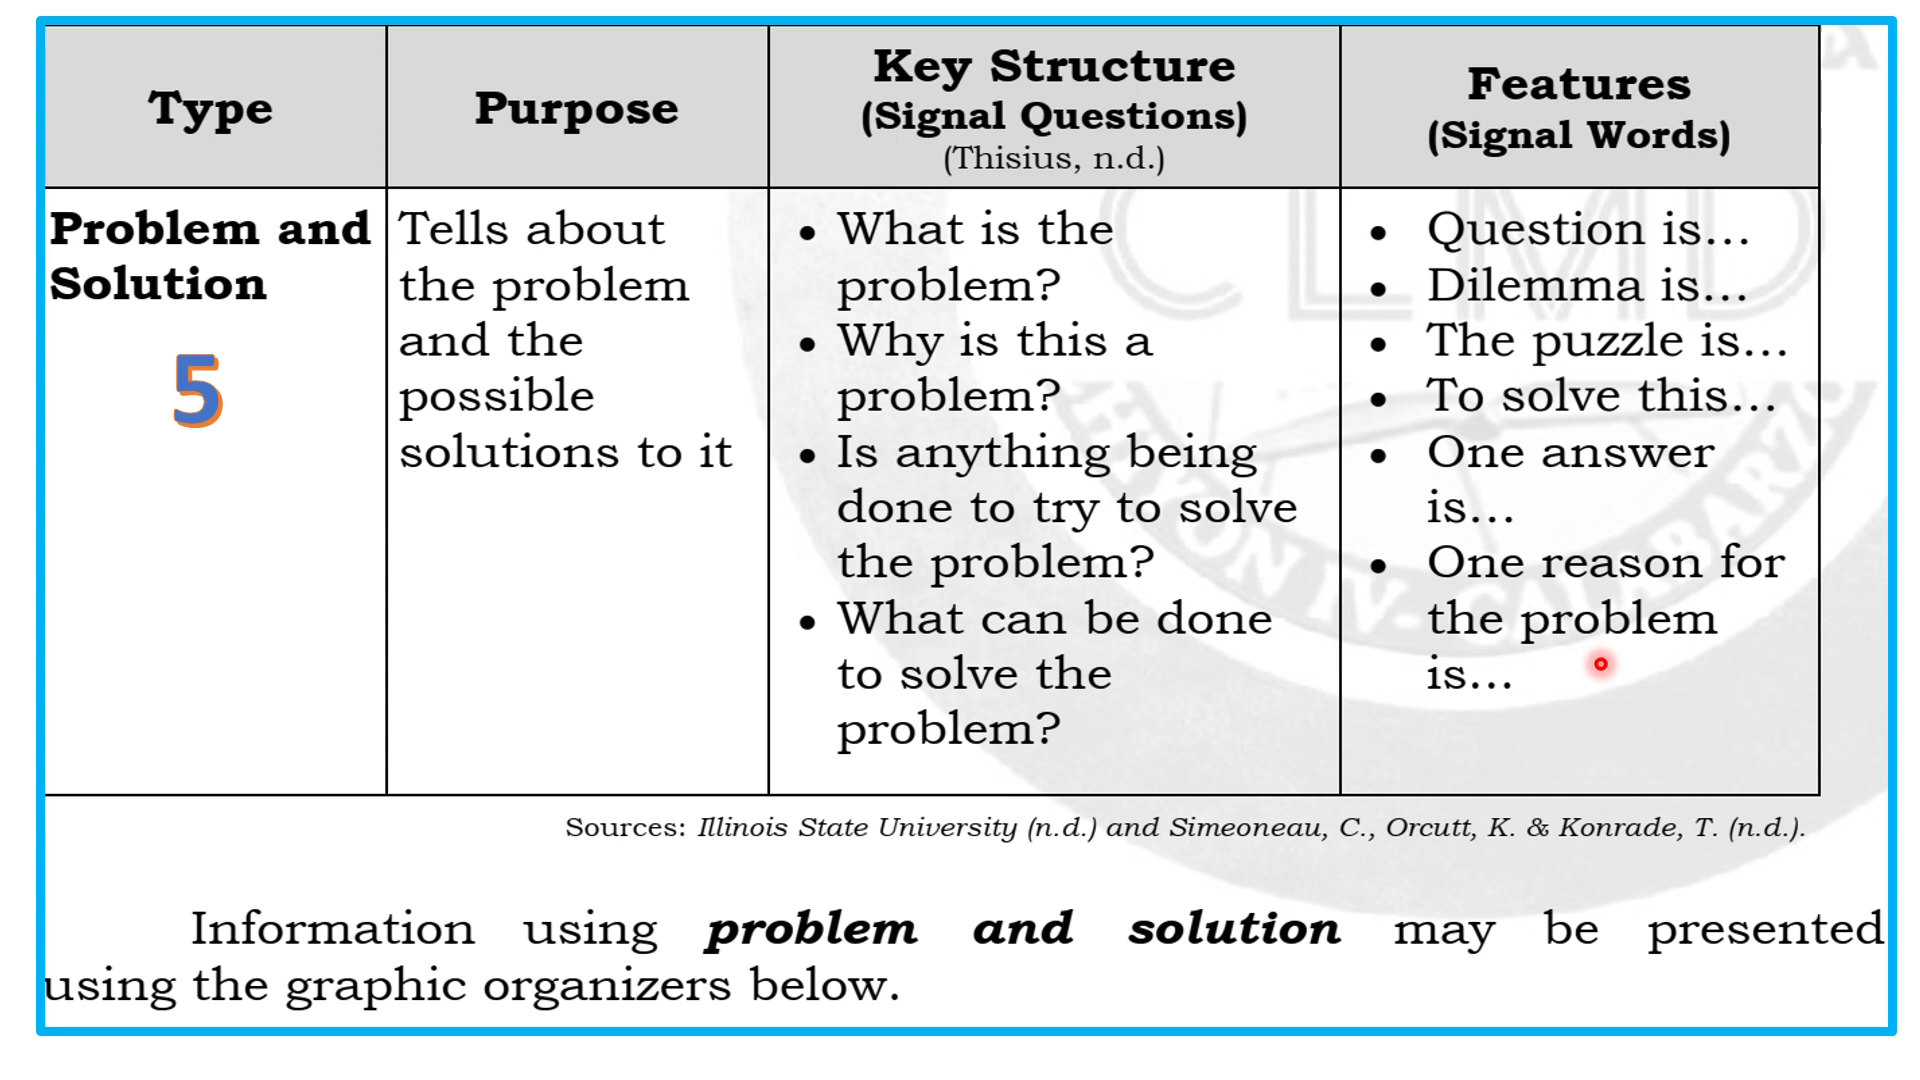 Type
Purpose
Key Structure
(Signal Questions)
(Thisius, n.d.)
Features
(Signal Words)
Problem and
Solution
5
Tells about
the problem
and the
possible
solutions to it
• What is the
problem?
• Why is this a
problem?
• Is anything being
done to try to solve
the problem?
• What can be done
to solve the
problem?
• Question is...
• Dilemma is...
• The puzzle is...
• To solve this...
• One answer
is...
• One reason for
the problem
is...
Sources: Illinois State University (n.d.) and Simeoneau, C., Orcutt, K. & Konrade, T. (n.d.).
Information using problem and solution may be presented
using the graphic organizers below.
CLMD